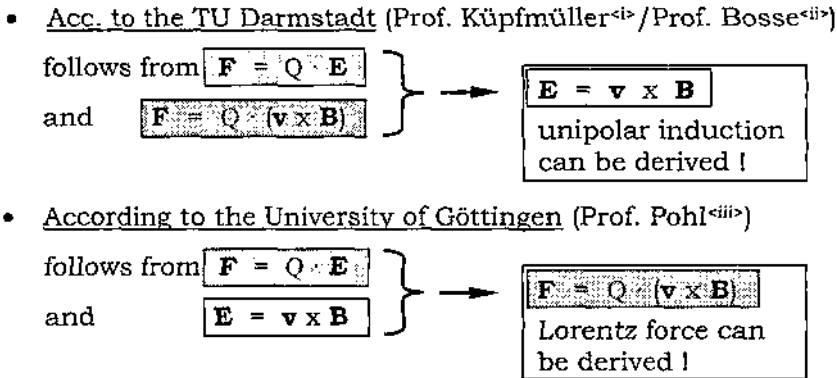 • Acc. to the TU Darmstadt (Prof. Küpfmüller<i>/Prof. Bosse<ii>)
follows from F = Q · E
and F = Q · (v x B)
E = v x B
unipolar induction
can be derived !
• According to the University of Göttingen (Prof. Pohl<iii>)
follows from F = Q · E
and E = v x B
F = Q · (v x B)
Lorentz force can
be derived !